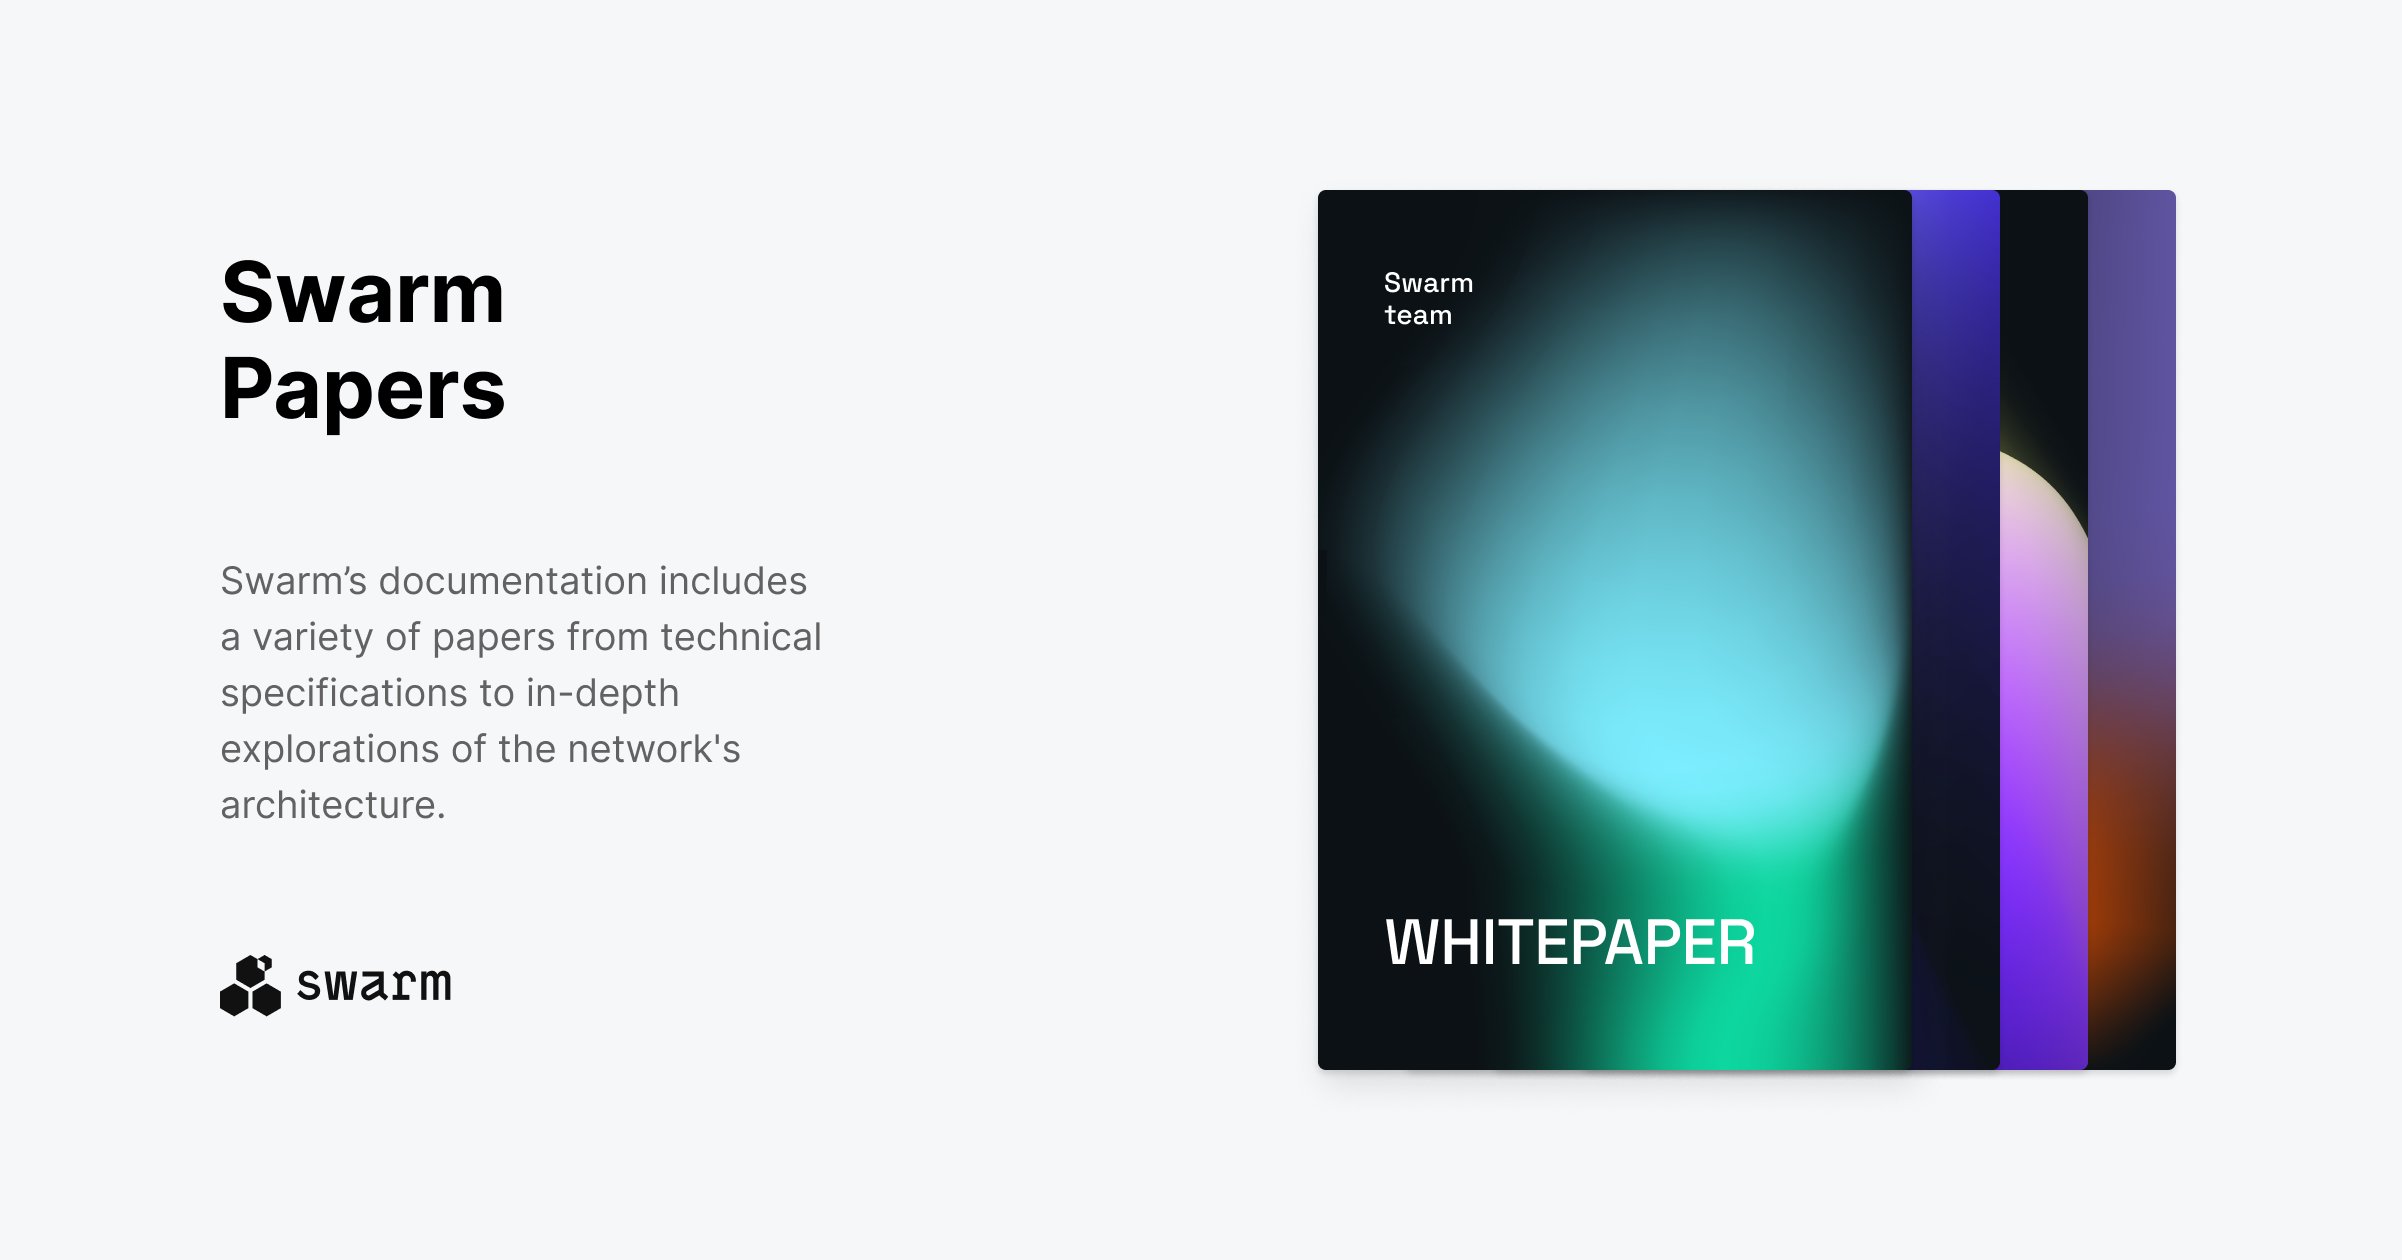 Swarm
Papers
Swarm’s documentation includes
a variety of papers from technical
specifications to in-depth
explorations of the network's
architecture.
swarm
Swarm
team
WHITEPAPER